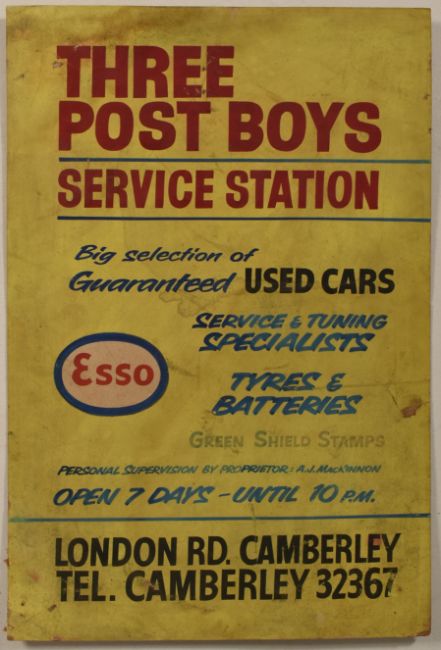 THREE
POST BOYS
SERVICE STATION
Big selection of
Guaranteed USED CARS
SERVICE & TUNING
SPECIALISTS
Esso
TYRES &
BATTERIES
GREEN SHIELD STAMPS
PERSONAL SUPERVISION BY PROPRIETOR: A.J. MACKINNON
OPEN 7 DAYS - UNTIL 10 P.M.
LONDON RD. CAMBERLEY
TEL. CAMBERLEY 32367